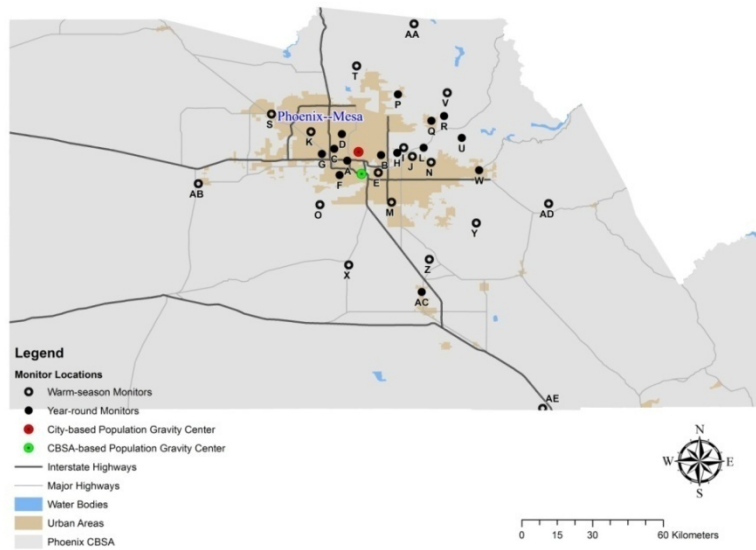 AA
T
P
V
S
Phoenix--Mesa
R
Q
K
D
U
C
G
A
B
H
I
J
L
N
F
E
W
AB
O
M
AD
Y
Z
X
AC
AE
Legend
Monitor Locations
Warm-season Monitors
Year-round Monitors
City-based Population Gravity Center
CBSA-based Population Gravity Center
Interstate Highways
Major Highways
Water Bodies
Urban Areas
Phoenix CBSA
N
W E
S
0 15 30 60 Kilometers